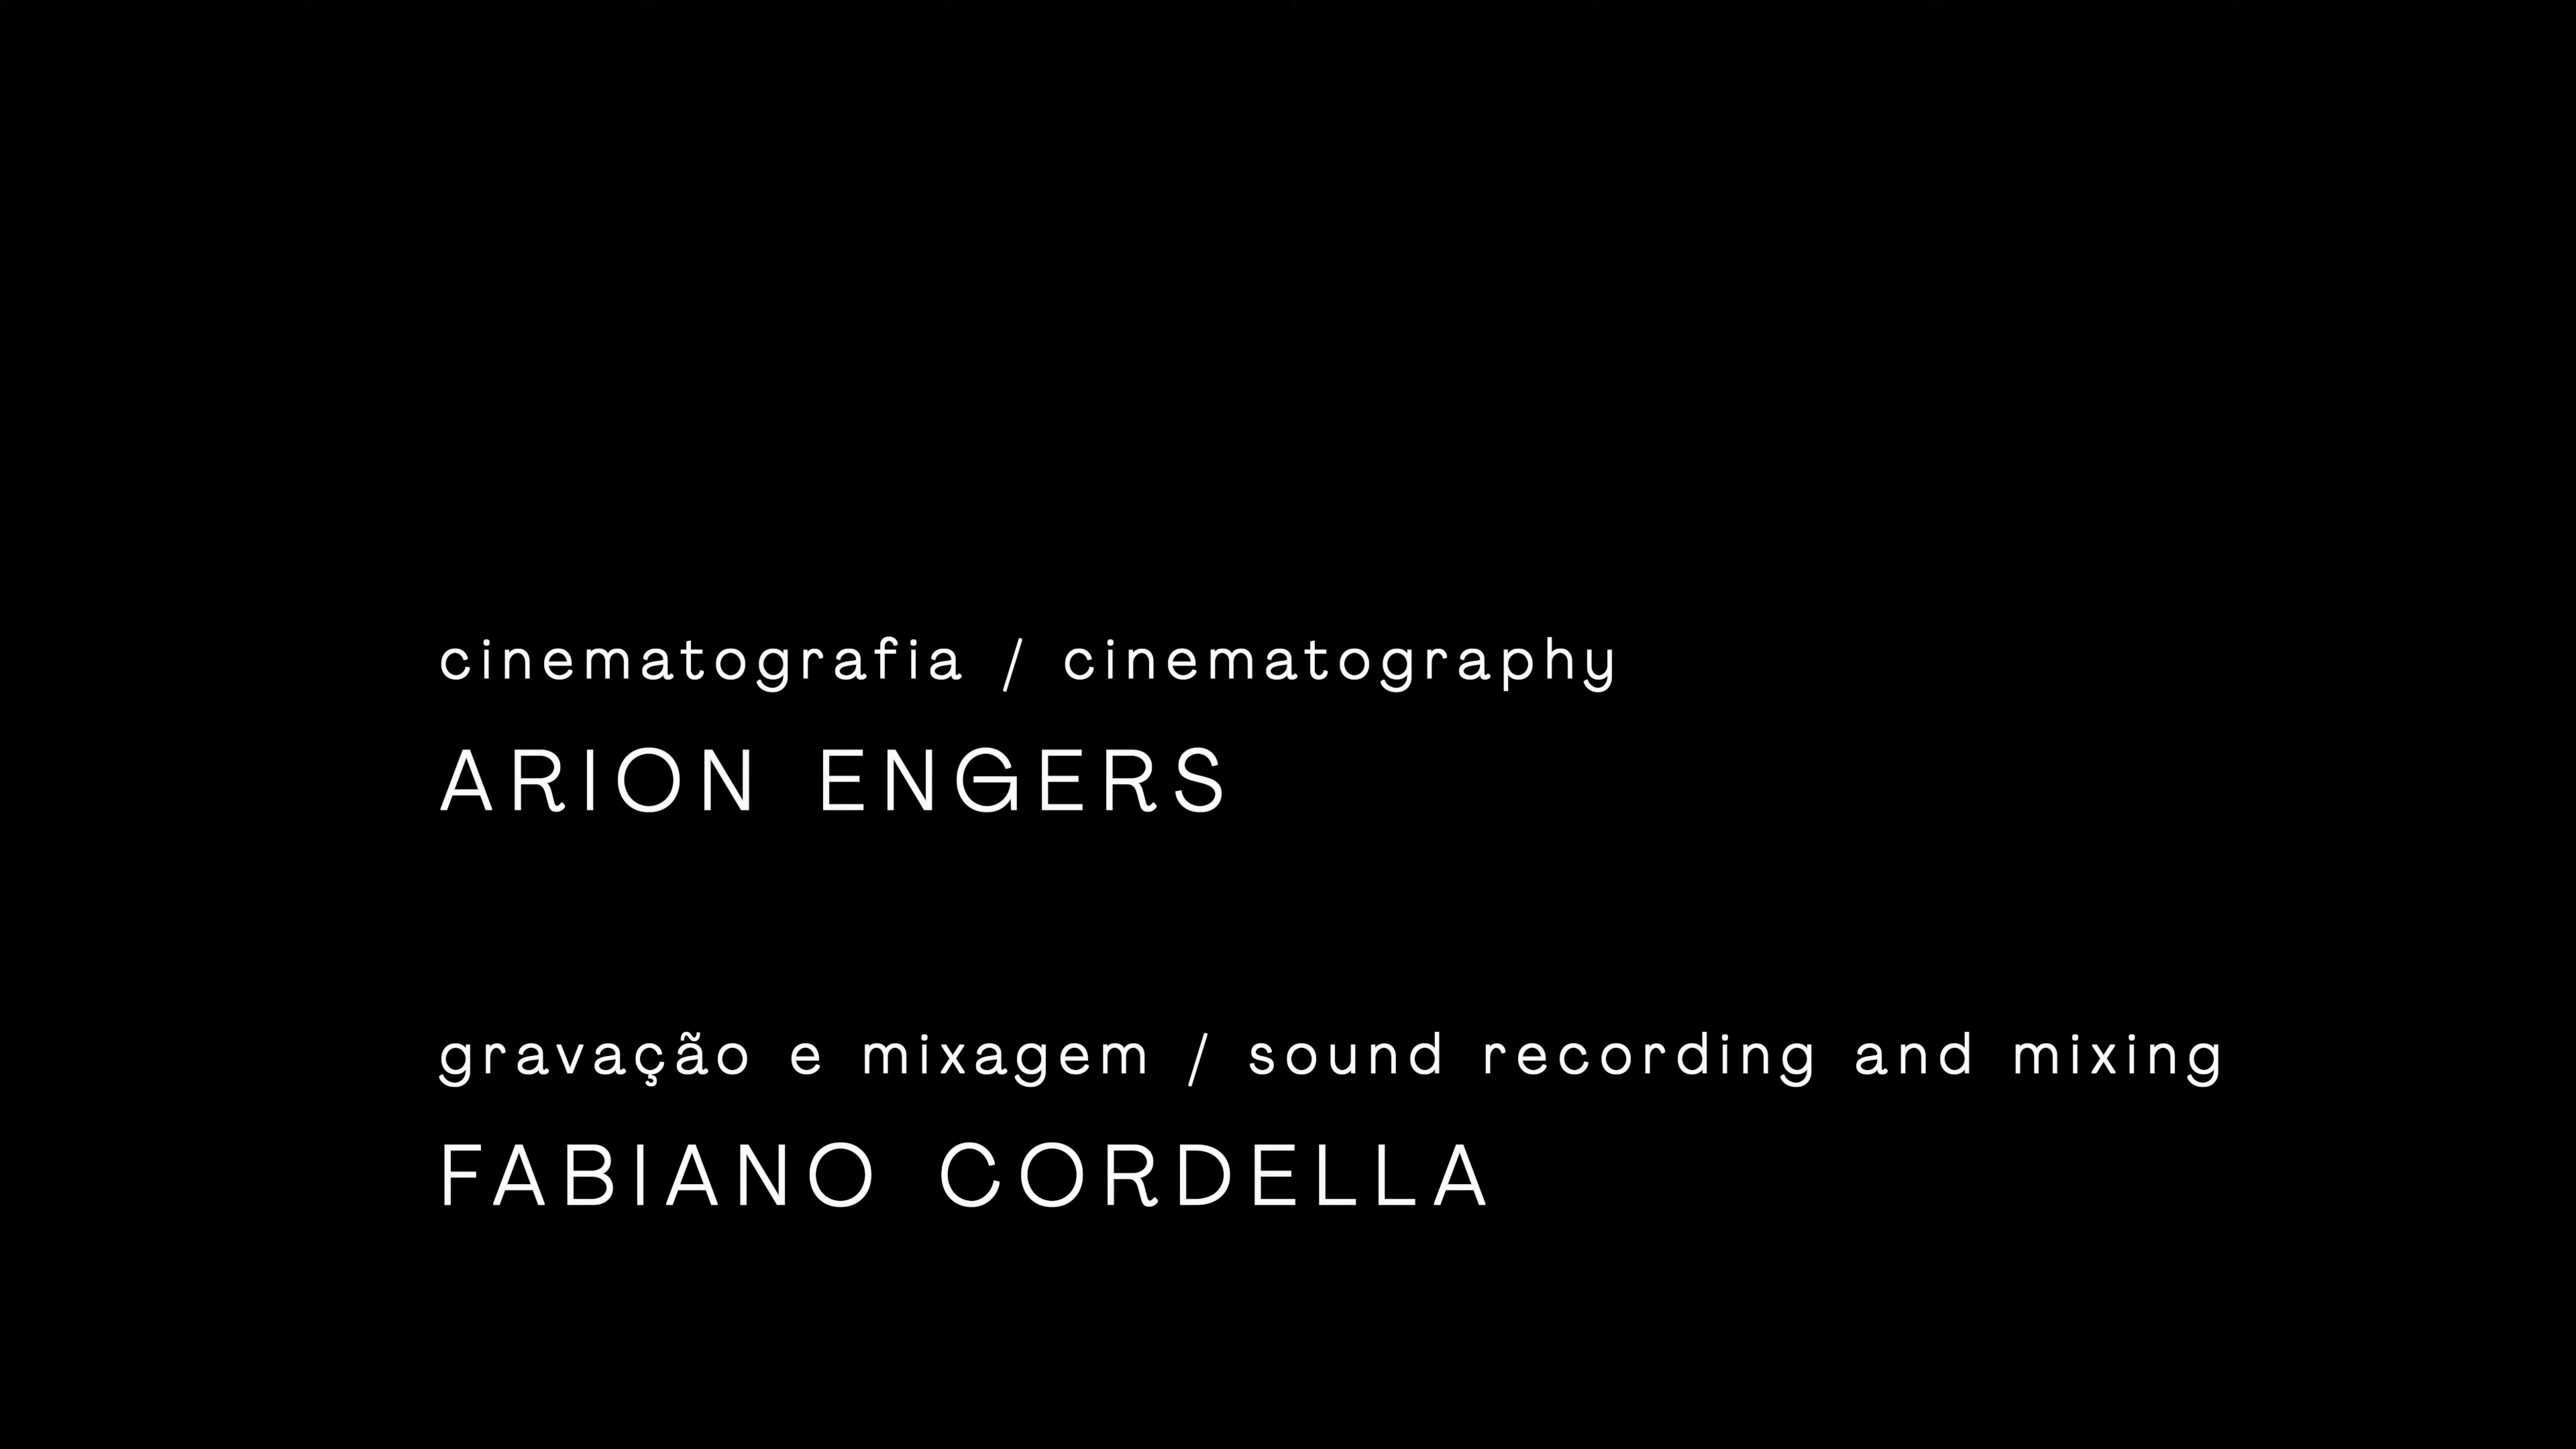 cinematografia / cinematography
ARION ENGERS
gravação e mixagem / sound recording and mixing
FABIANO CORDELLA